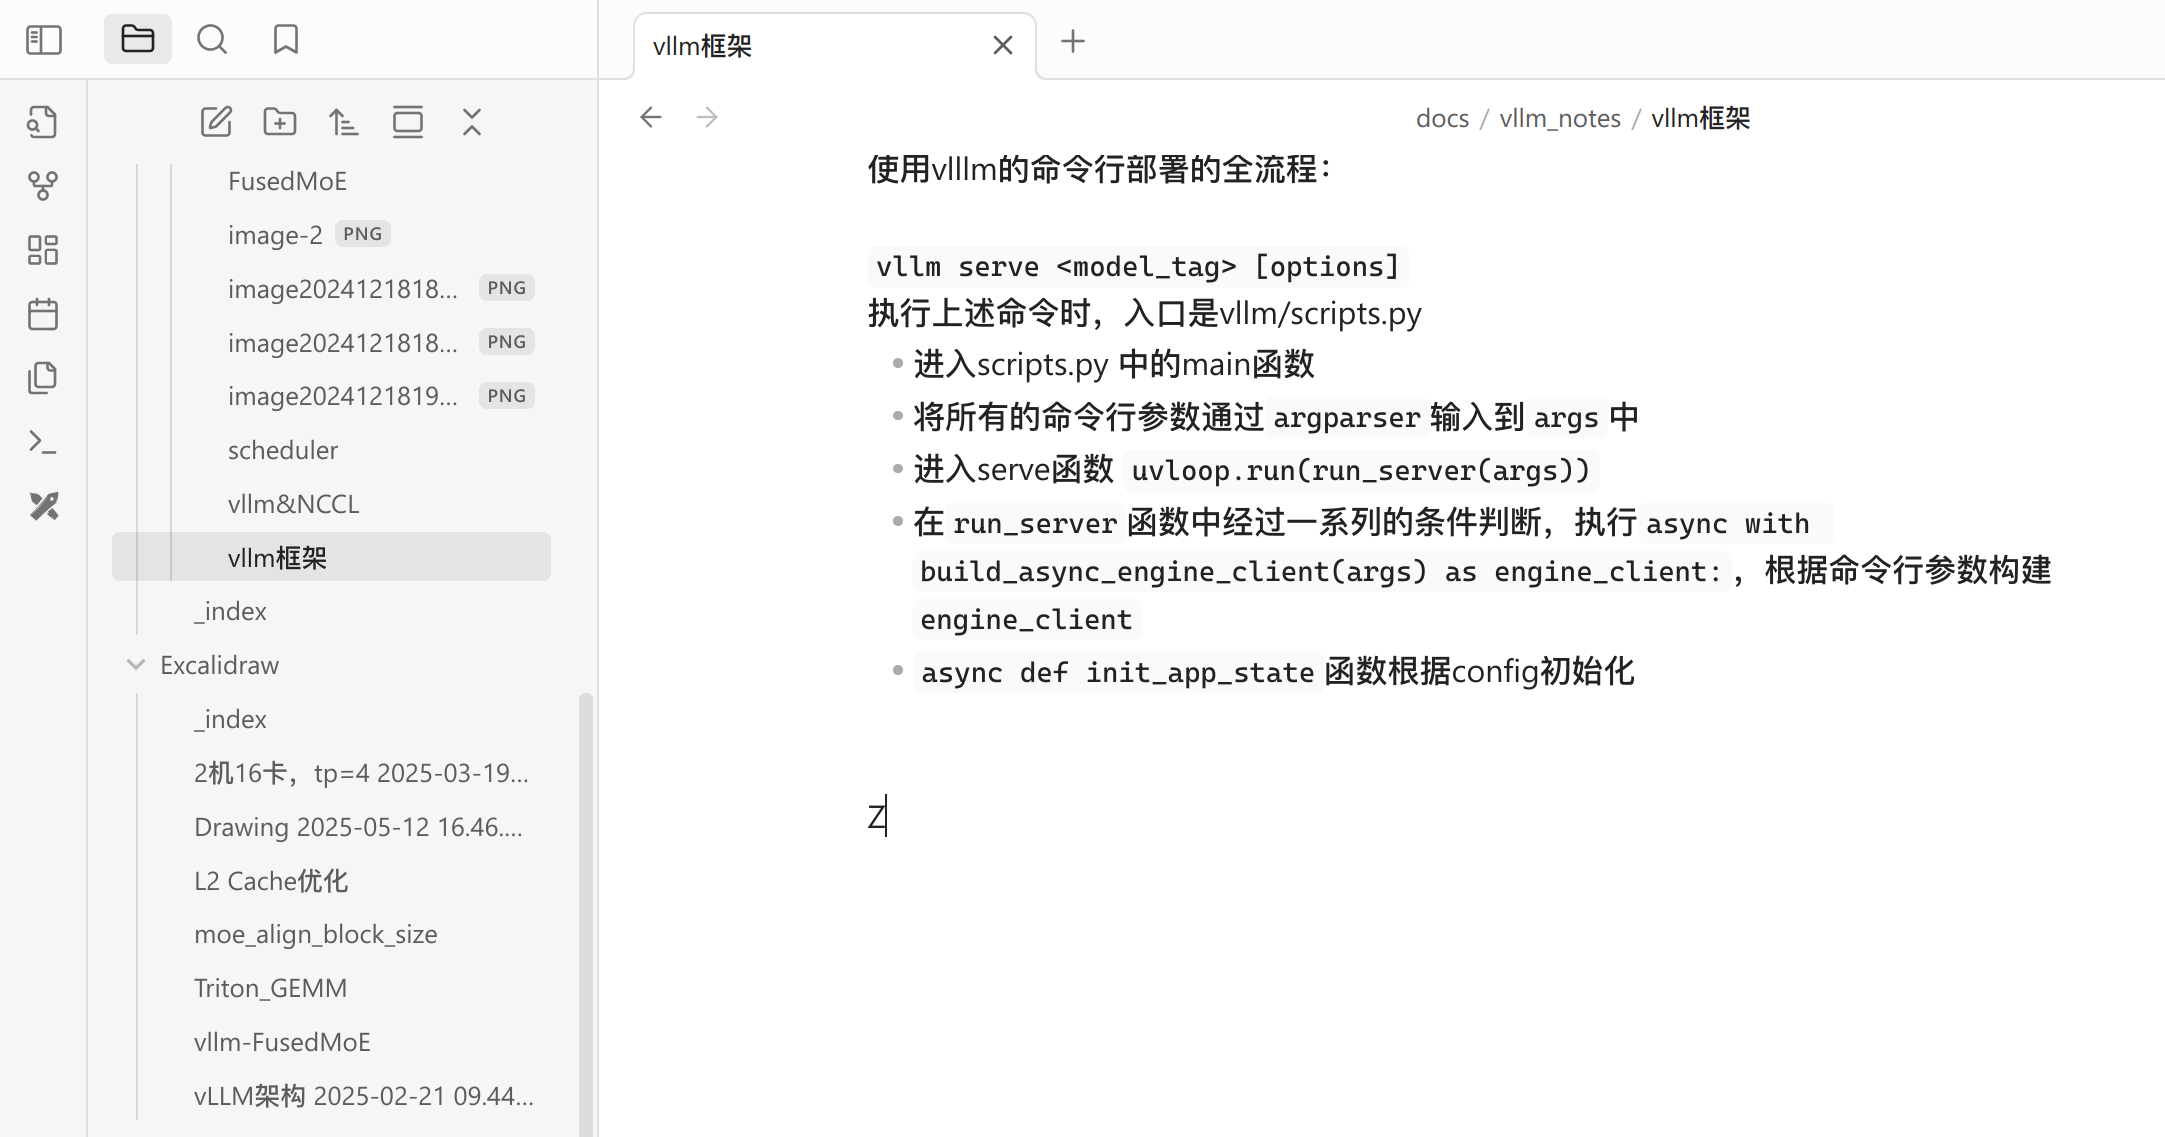 vllm框架
FusedMoE
image-2 PNG
image2024121818... PNG
image2024121818... PNG
image2024121819... PNG
scheduler
vllm&NCCL
vllm框架
_index
Excalidraw
_index
2机16卡，tp=4 2025-03-19...
Drawing 2025-05-12 16.46....
L2 Cache优化
moe_align_block_size
Triton_GEMM
vllm-FusedMoE
vLLM架构 2025-02-21 09.44...
docs / vllm_notes / vllm框架
使用vlllm的命令行部署的全流程：
vllm serve <model_tag> [options]
执行上述命令时，入口是vllm/scripts.py
进入scripts.py 中的main函数
将所有的命令行参数通过 argparser 输入到 args 中
进入serve函数 uvloop.run(run_server(args))
在 run_server 函数中经过一系列的条件判断，执行 async with
build_async_engine_client(args) as engine_client: ，根据命令行参数构建
engine_client
async def init_app_state 函数根据config初始化
Z